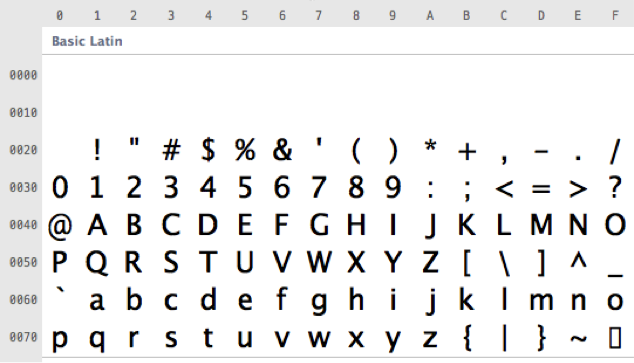 0 1 2 3 4 5 6 7 8 9 A B C D E F
Basic Latin
0000
0010
0020 ! " # $ % & ' ( ) * + , - . /
0030 0 1 2 3 4 5 6 7 8 9 : ; < = > ?
0040 @ A B C D E F G H I J K L M N O
0050 P Q R S T U V W X Y Z [ \ ] ^ _
0060 ` a b c d e f g h i j k l m n o
0070 p q r s t u v w x y z { | } ~ ▯